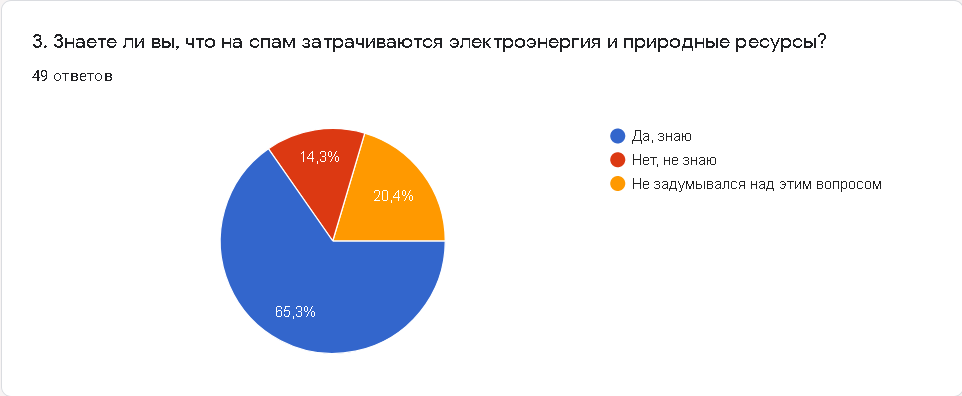 3. Знаете ли вы, что на спам затрачиваются электроэнергия и природные ресурсы?
49 ответов
14,3%
20,4%
65,3%
Да, знаю
Нет, не знаю
Не задумывался над этим вопросом